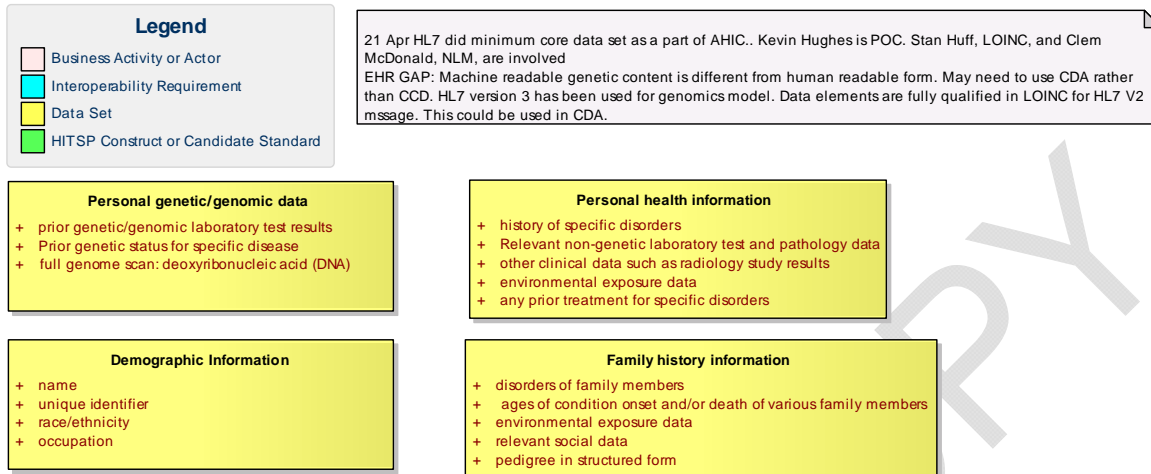 Legend
Business Activity or Actor
Interoperability Requirement
Data Set
HITSP Construct or Candidate Standard
21 Apr HL7 did minimum core data set as a part of AHIC.. Kevin Hughes is POC. Stan Huff, LOINC, and Clem
McDonald, NLM, are involved
EHR GAP: Machine readable genetic content is different from human readable form. May need to use CDA rather
than CCD. HL7 version 3 has been used for genomics model. Data elements are fully qualified in LOINC for HL7 V2
mssage. This could be used in CDA.
Personal genetic/genomic data
+ prior genetic/genomic laboratory test results
+ Prior genetic status for specific disease
+ full genome scan: deoxyribonucleic acid (DNA)
Personal health information
+ history of specific disorders
+ Relevant non-genetic laboratory test and pathology data
+ other clinical data such as radiology study results
+ environmental exposure data
+ any prior treatment for specific disorders
Demographic Information
+ name
+ unique identifier
+ race/ethnicity
+ occupation
Family history information
+ disorders of family members
+ ages of condition onset and/or death of various family members
+ environmental exposure data
+ relevant social data
+ pedigree in structured form
PY